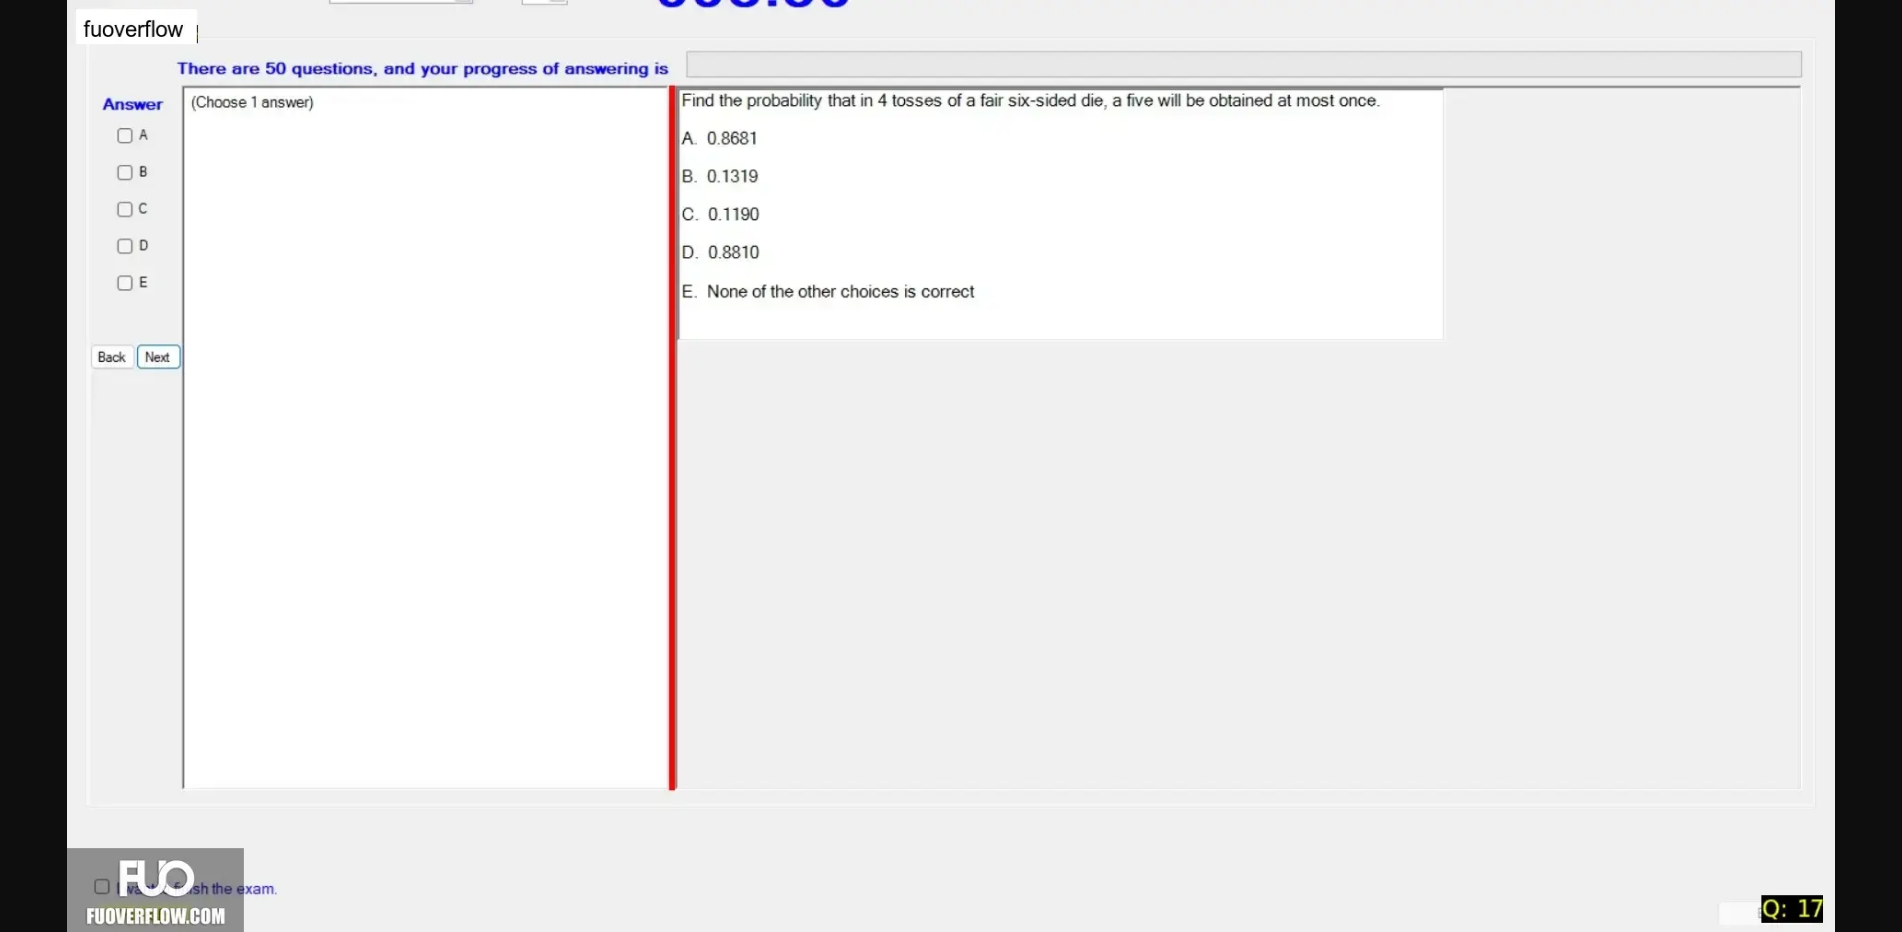 fuoverflow
There are 50 questions, and your progress of answering is
Answer
(Choose 1 answer)
A
B
C
D
E
Back Next
Find the probability that in 4 tosses of a fair six-sided die, a five will be obtained at most once.
A. 0.8681
B. 0.1319
C. 0.1190
D. 0.8810
E. None of the other choices is correct
FUO
the exam.
FUOVERFLOW.COM
Q: 17